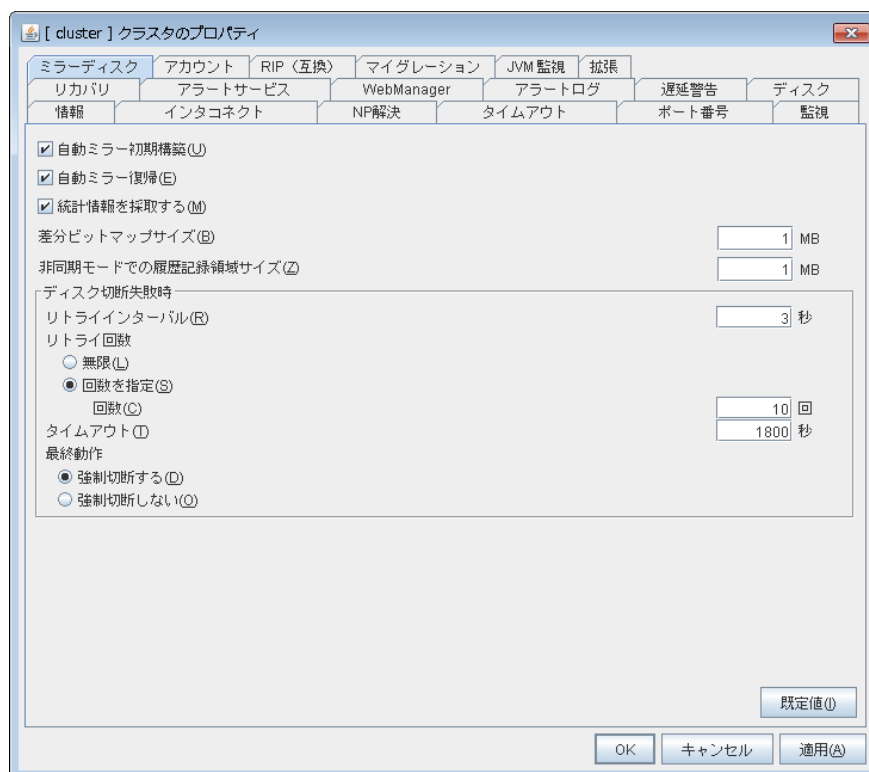 [ cluster ] クラスタのプロパティ
ミラーディスク アカウント RIP（互換） マイグレーション JVM 監視 拡張
リカバリ アラートサービス WebManager アラートログ 遅延警告 ディスク
情報 インタコネクト NP解決 タイムアウト ポート番号 監視
自動ミラー初期構築(U)
自動ミラー復帰(E)
統計情報を採取する(M)
差分ビットマップサイズ(B) 1 MB
非同期モードでの履歴記録領域サイズ(Z) 1 MB
ディスク切断失敗時
リトライインターバル(R) 3 秒
リトライ回数
無限(L)
回数を指定(S)
回数(C) 10 回
タイムアウト(T) 1800 秒
最終動作
強制切断する(D)
強制切断しない(O)
既定値(I)
OK キャンセル 適用(A)